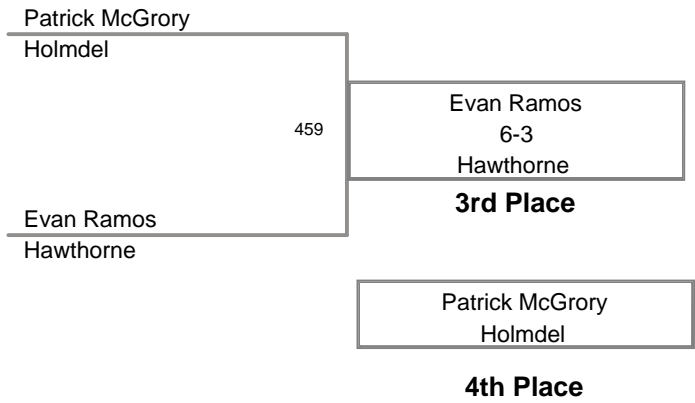 Patrick McGrory
Holmdel
459
Evan Ramos
6-3
Hawthorne
3rd Place
Evan Ramos
Hawthorne
Patrick McGrory
Holmdel
4th Place